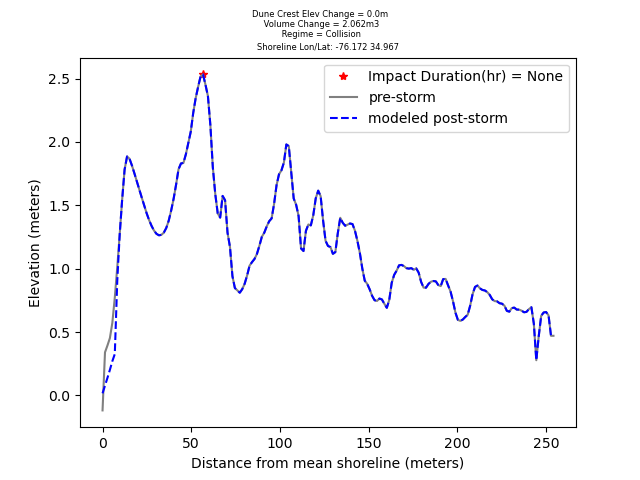 Dune Crest Elev Change = 0.0m
Volume Change = 2.062m3
Regime = Collision
Shoreline Lon/Lat: -76.172 34.967
Impact Duration(hr) = None
pre-storm
modeled post-storm
Elevation (meters)
2.5
2.0
1.5
1.0
0.5
0.0
0 50 100 150 200 250
Distance from mean shoreline (meters)